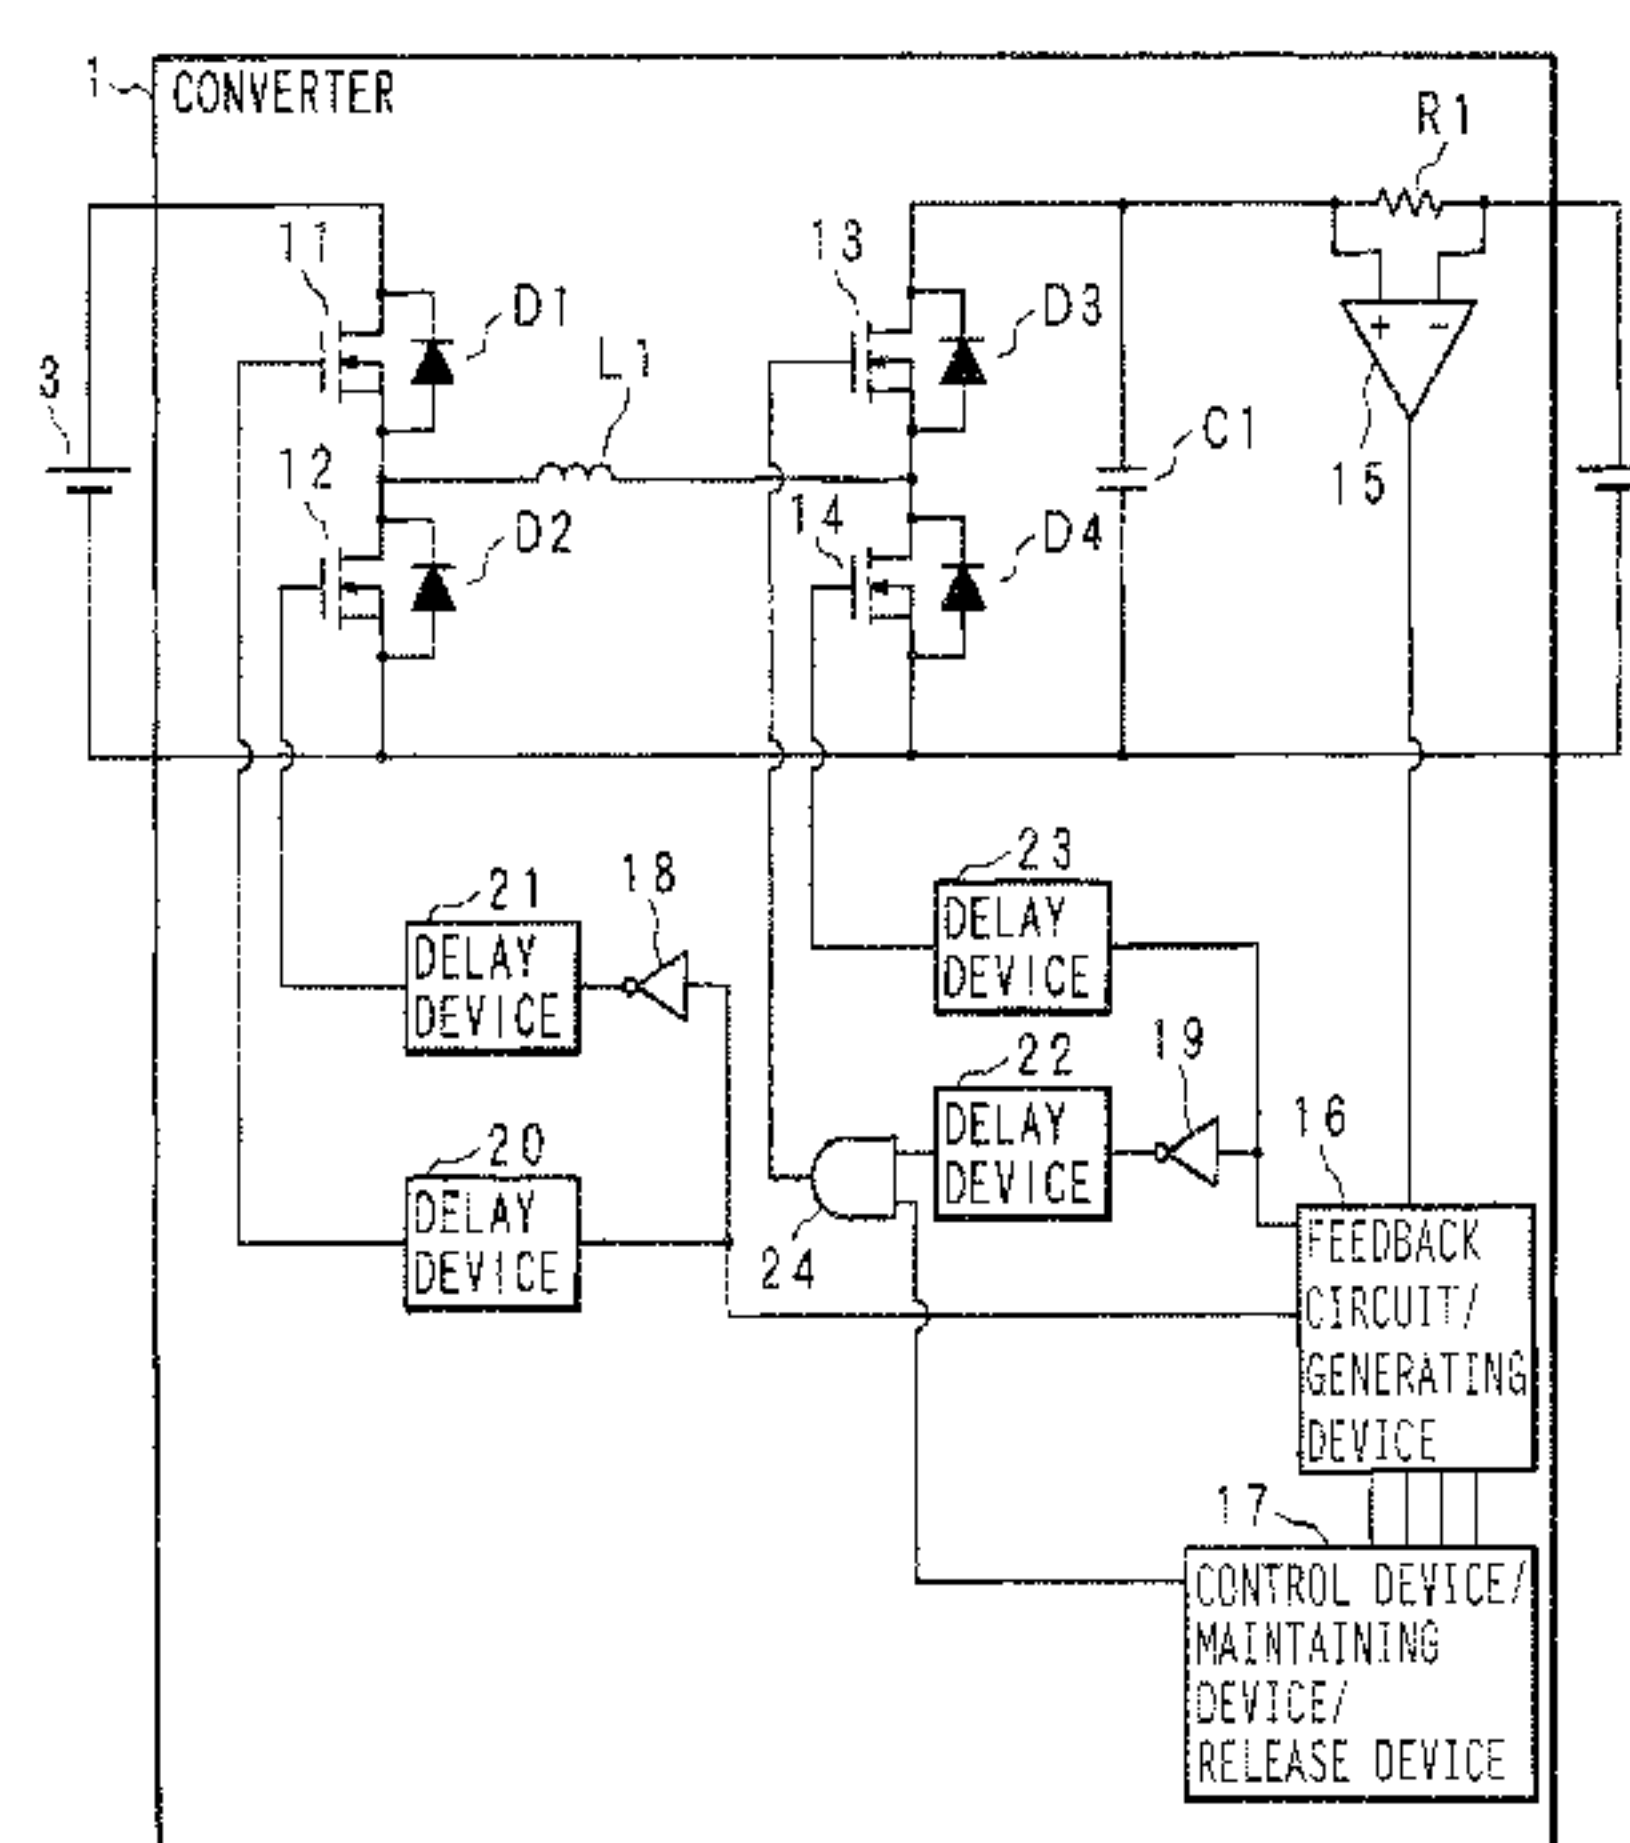 1
CONVERTER
R1
11
13
D1
D3
L1
3
C1
12
15
14
D2
D4
+
-
23
DELAY
DEVICE
21
18
DELAY
DEVICE
22
19
DELAY
DEVICE
16
20
DELAY
DEVICE
24
FEEDBACK
CIRCUIT/
GENERATING
DEVICE
17
CONTROL DEVICE/
MAINTAINING
DEVICE/
RELEASE DEVICE